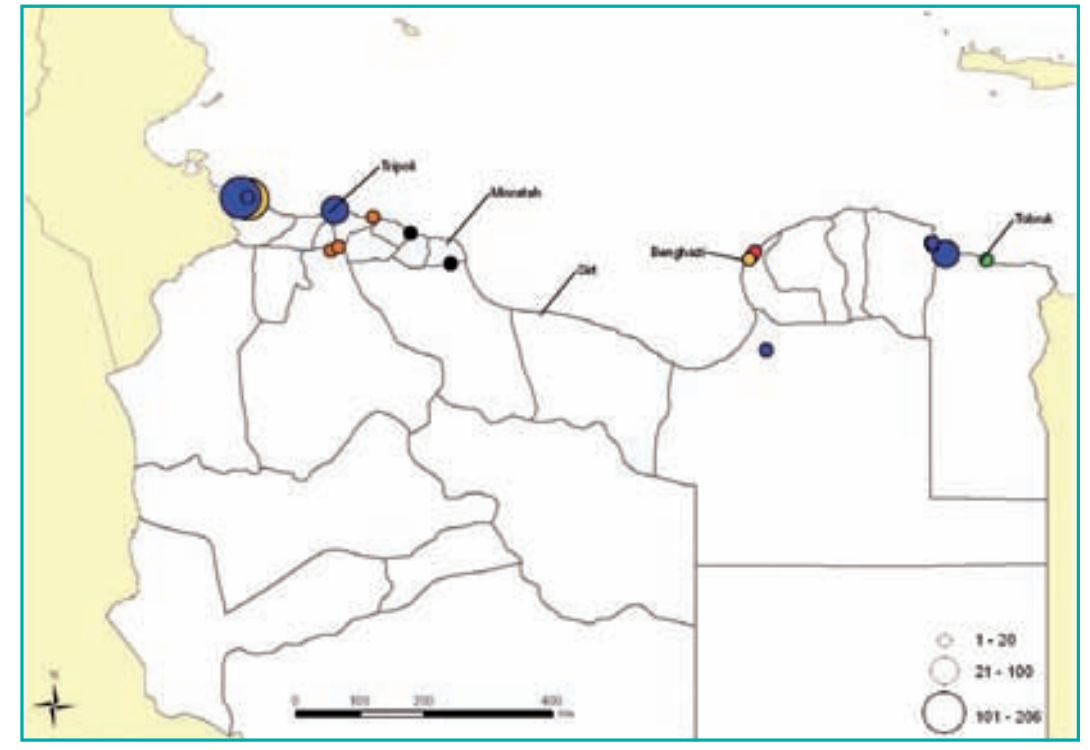 Tripoli
Misratah
Tobruk
Benghazi
Sirt
N
1 - 20
21 - 100
101 - 206
0 100 200 400